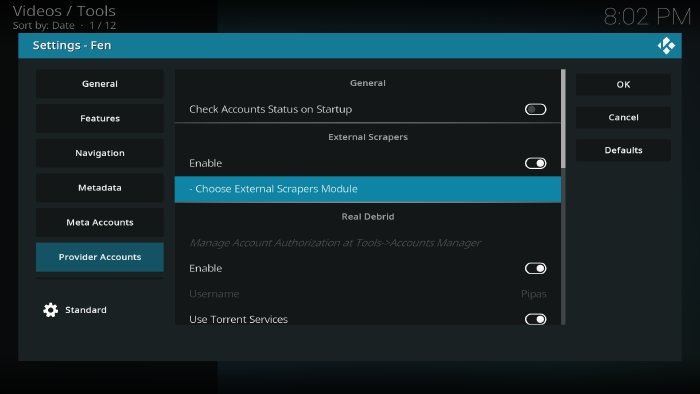 Videos / Tools
Sort by: Date · 1 / 12
8:02 PM
Settings - Fen
General
Features
Navigation
Metadata
Meta Accounts
Provider Accounts
Standard
General
Check Accounts Status on Startup
External Scrapers
Enable
- Choose External Scrapers Module
Real Debrid
Manage Account Authorization at Tools->Accounts Manager
Enable
Username Pipas
Use Torrent Services
OK
Cancel
Defaults